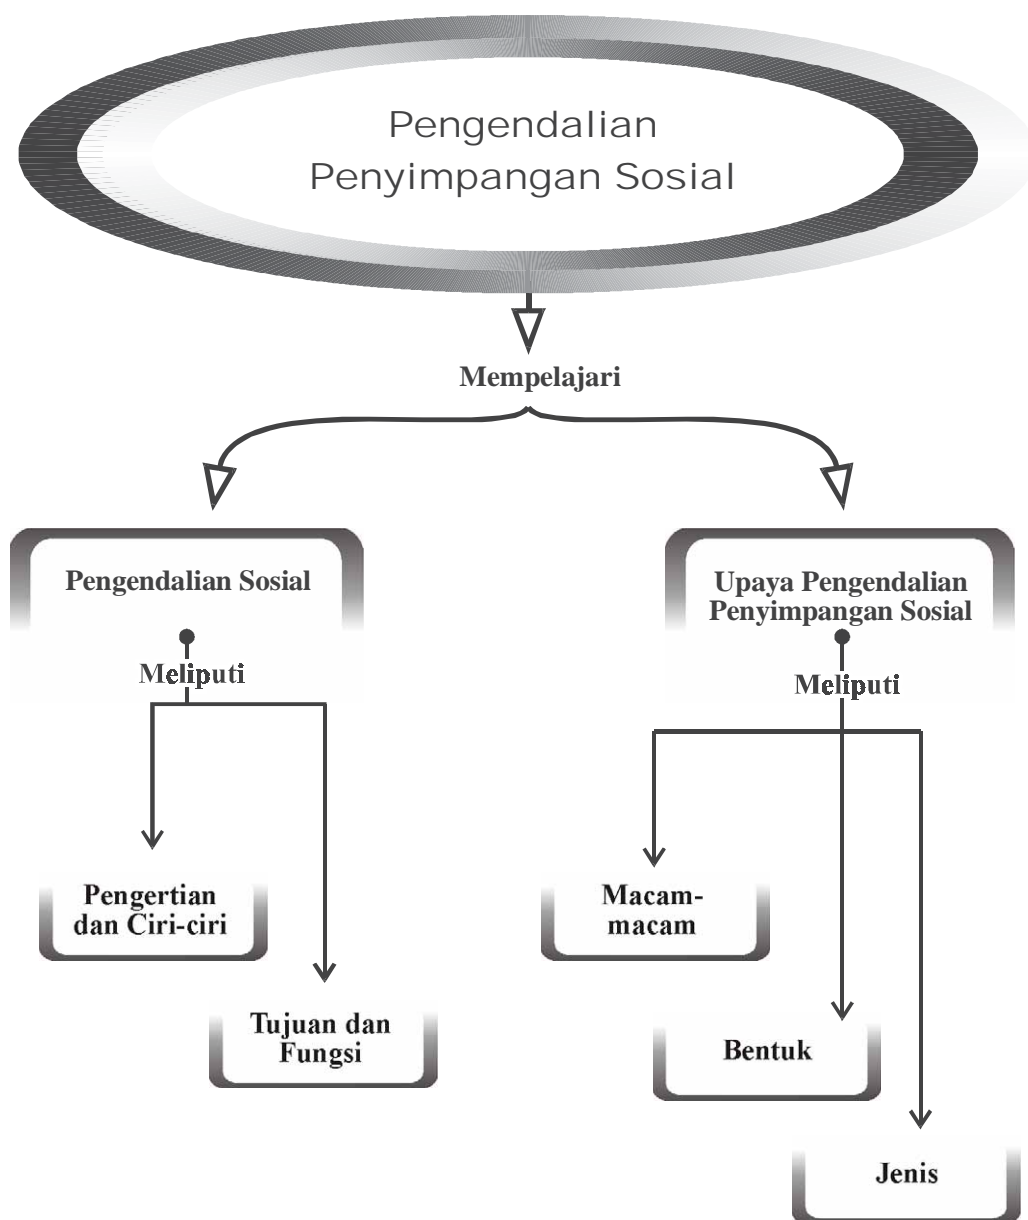 Pengendalian
Penyimpangan Sosial
Mempelajari
Pengendalian Sosial
Meliputi
Pengertian
dan Ciri-ciri
Tujuan dan
Fungsi
Upaya Pengendalian
Penyimpangan Sosial
Meliputi
Macam-
macam
Bentuk
Jenis